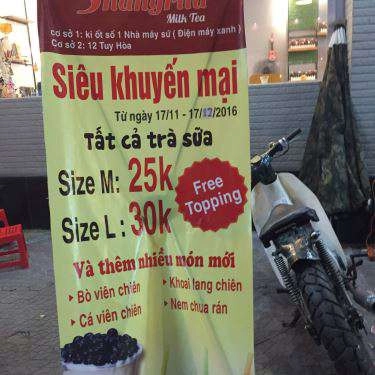 ShangrHa
Milk Tea
cơ sở 1: ki ốt số 1 Nhà máy sứ ( Điện máy xanh )
Cơ sở 2: 12 Tuy Hòa
Siêu khuyến mại
Từ ngày 17/11 - 17/12/2016
Tất cả trà sữa
Size M: 25k
Size L : 30k
Free
Topping
Và thêm nhiều món mới
• Bò viên chiên
• Khoai lang chiên
• Cá viên chiên
• Nem chua rán